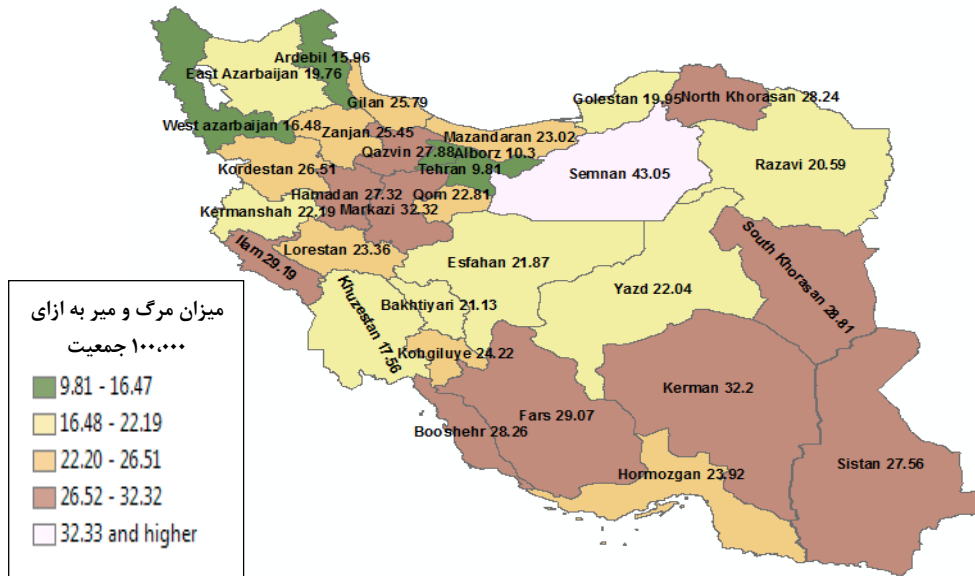 Ardebil 15.96
East Azarbaijan 19.76
Gilan 25.79
Golestan 19.95
North Khorasan 28.24
West azarbaijan 16.48
Zanjan 25.45
Mazandaran 23.02
Qazvin 27.88
Alborz 10.3
Tehran 9.81
Semnan 43.05
Razavi 20.59
Kordestan 26.51
Hamadan 27.32
Qom 22.81
Kermanshah 22.19
Markazi 32.32
Ilam 29.19
Lorestan 23.36
Esfahan 21.87
South Khorasan 28.81
Khuzestan 17.56
Bakhtiyari 21.13
Yazd 22.04
Kohgiluye 24.22
Fars 29.07
Kerman 32.2
Booshehr 28.26
Hormozgan 23.92
Sistan 27.56
میزان مرگ و میر به ازای
۱۰۰،۰۰۰ جمعیت
9.81 - 16.47
16.48 - 22.19
22.20 - 26.51
26.52 - 32.32
32.33 and higher